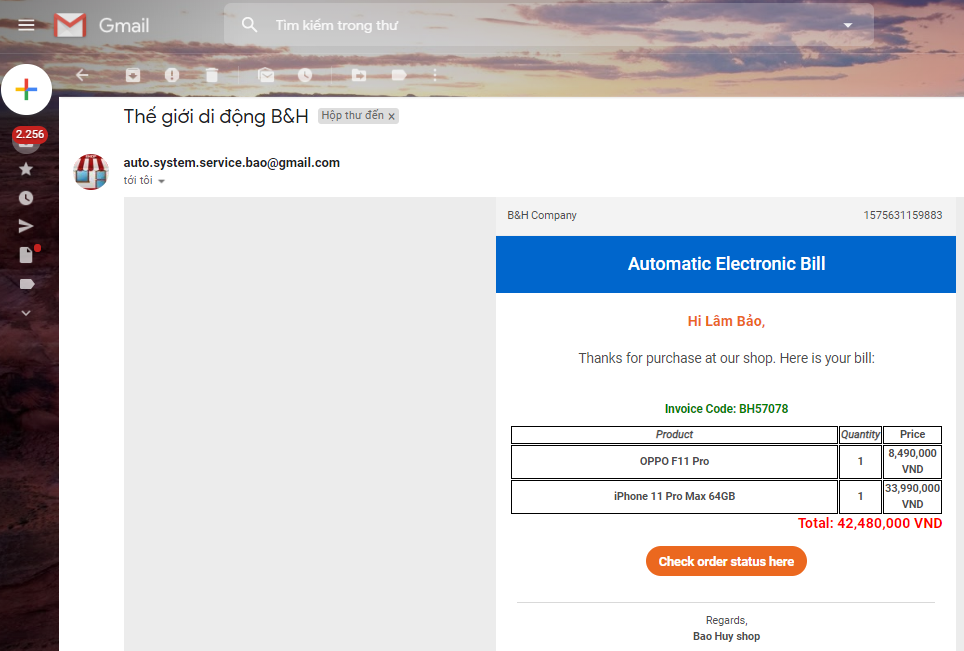 Gmail
Tìm kiếm trong thư
2.256
Thế giới di động B&H Hộp thư đến x
auto.system.service.bao@gmail.com
tới tôi
B&H Company 1575631159883
Automatic Electronic Bill
Hi Lâm Bảo,
Thanks for purchase at our shop. Here is your bill:
Invoice Code: BH57078
Product Quantity Price
OPPO F11 Pro 1 8,490,000 VND
iPhone 11 Pro Max 64GB 1 33,990,000 VND
Total: 42,480,000 VND
Check order status here
Regards,
Bao Huy shop